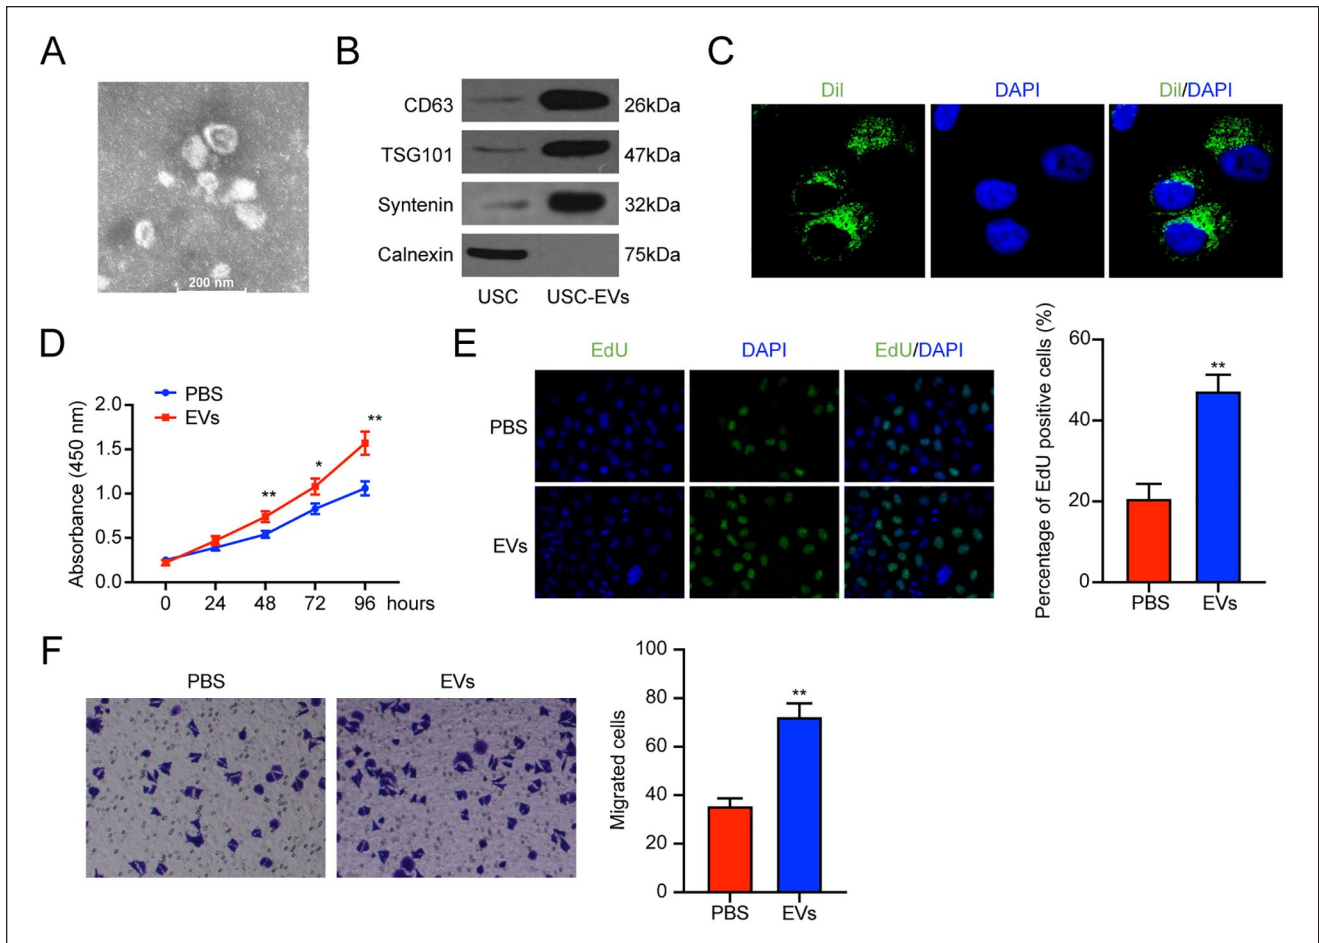 A
200 nm
B
CD63
26kDa
TSG101
47kDa
Syntenin
32kDa
Calnexin
75kDa
USC
USC-EVs
C
Dil
DAPI
Dil/DAPI
D
PBS
EVs
Absorbance (450 nm)
2.0
1.5
1.0
0.5
0.0
**
*
**
0 24 48 72 96 hours
E
EdU
DAPI
EdU/DAPI
PBS
EVs
Percentage of EdU positive cells (%)
60
40
20
0
**
PBS
EVs
F
PBS
EVs
Migrated cells
100
80
60
40
20
0
**
PBS
EVs